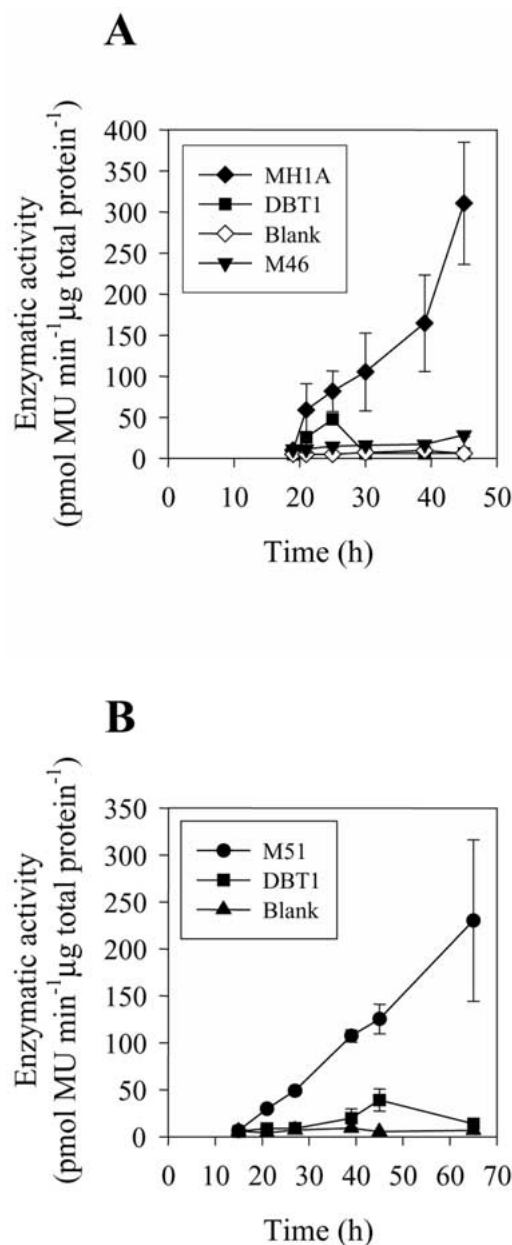 A
Enzymatic activity
(pmol MU min⁻¹µg total protein⁻¹)
400
350
300
250
200
150
100
50
0
MH1A
DBT1
Blank
M46
0 10 20 30 40 50
Time (h)
B
Enzymatic activity
(pmol MU min⁻¹µg total protein⁻¹)
350
300
250
200
150
100
50
0
M51
DBT1
Blank
0 10 20 30 40 50 60 70
Time (h)